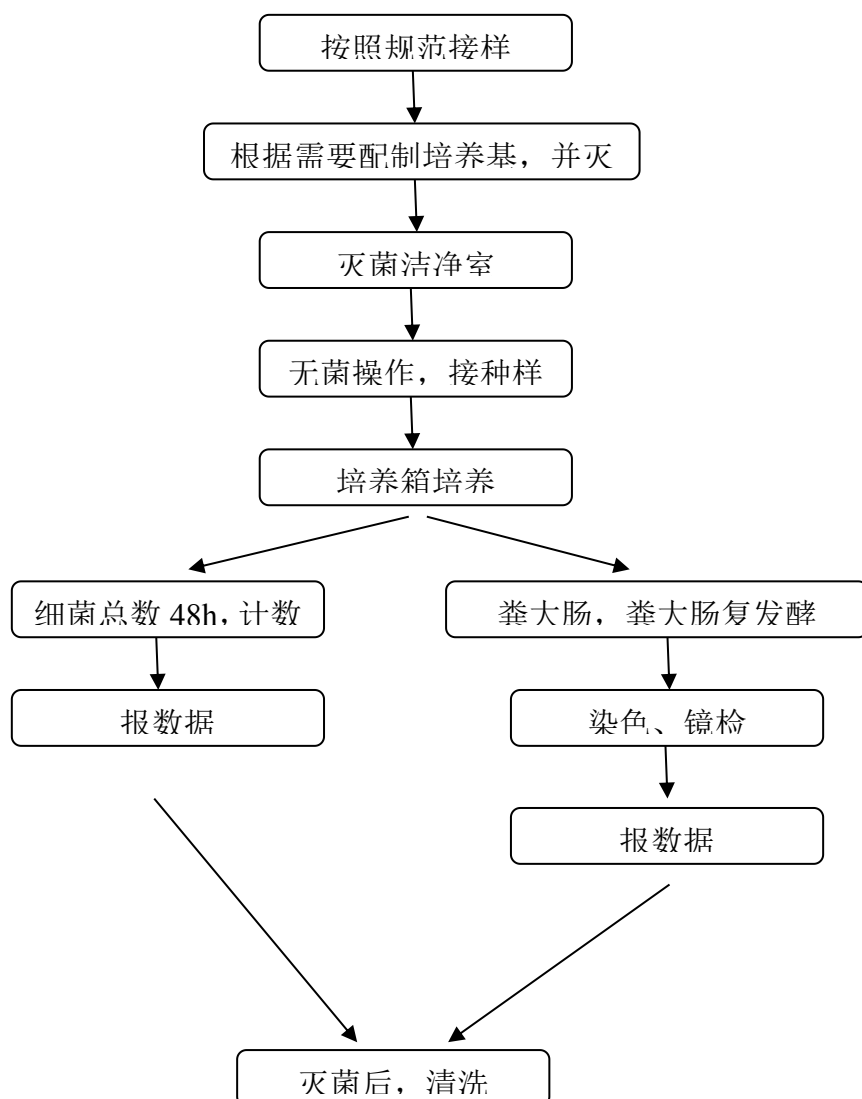 按照规范接样
根据需要配制培养基，并灭
灭菌洁净室
无菌操作，接种样
培养箱培养
细菌总数 48h，计数
粪大肠，粪大肠复发酵
报数据
染色、镜检
报数据
灭菌后，清洗